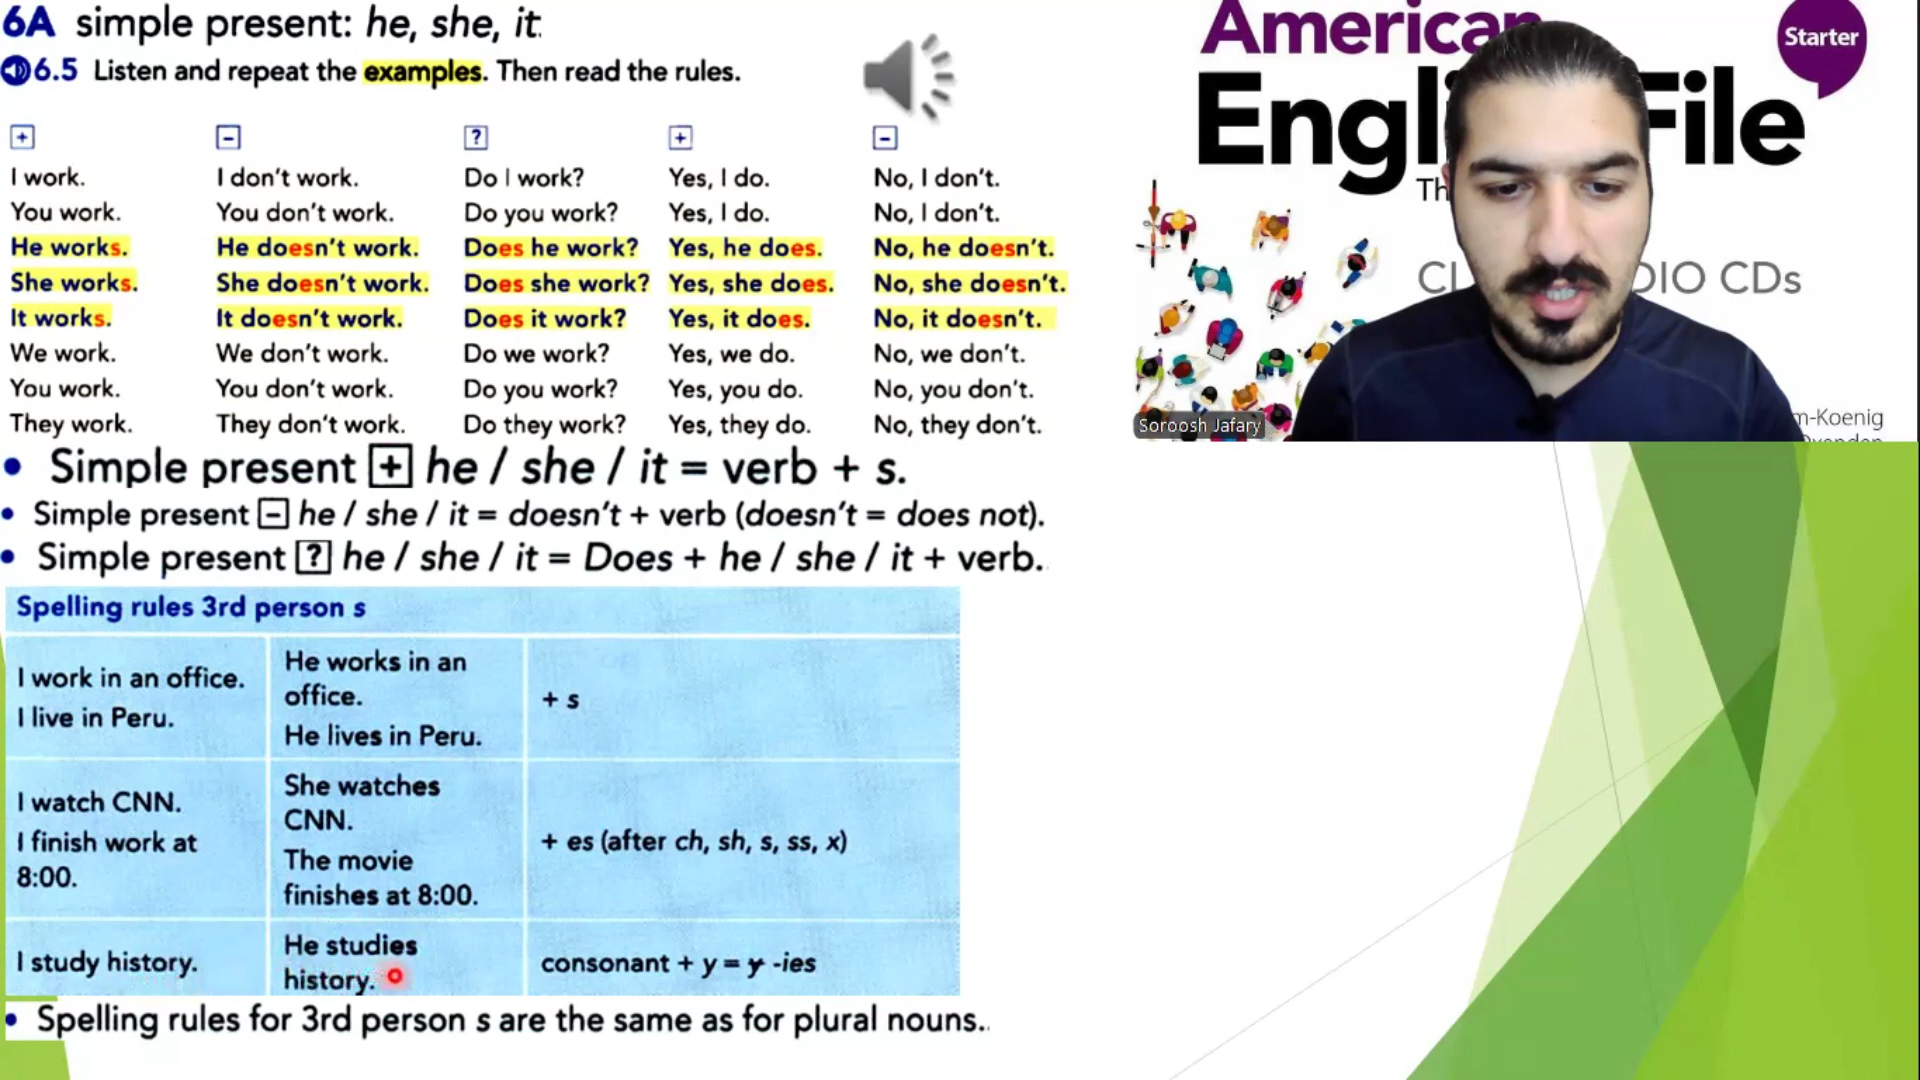 6A simple present: he, she, it
6.5 Listen and repeat the examples. Then read the rules.
+ - ? + -
I work. I don't work. Do I work? Yes, I do. No, I don't.
You work. You don't work. Do you work? Yes, I do. No, I don't.
He works. He doesn't work. Does he work? Yes, he does. No, he doesn't.
She works. She doesn't work. Does she work? Yes, she does. No, she doesn't.
It works. It doesn't work. Does it work? Yes, it does. No, it doesn't.
We work. We don't work. Do we work? Yes, we do. No, we don't.
You work. You don't work. Do you work? Yes, you do. No, you don't.
They work. They don't work. Do they work? Yes, they do. No, they don't.
• Simple present + he / she / it = verb + s.
• Simple present - he / she / it = doesn't + verb (doesn't = does not).
• Simple present ? he / she / it = Does + he / she / it + verb.
Spelling rules 3rd person s
I work in an office.
I live in Peru.
He works in an
office.
He lives in Peru.
+ s
I watch CNN.
I finish work at
8:00.
She watches
CNN.
The movie
finishes at 8:00.
+ es (after ch, sh, s, ss, x)
I study history.
He studies
history.
consonant + y = y -ies
• Spelling rules for 3rd person s are the same as for plural nouns.
American
Engl File
Starter
Th
CL DIO CDs
m-Koenig
Soroosh Jafary